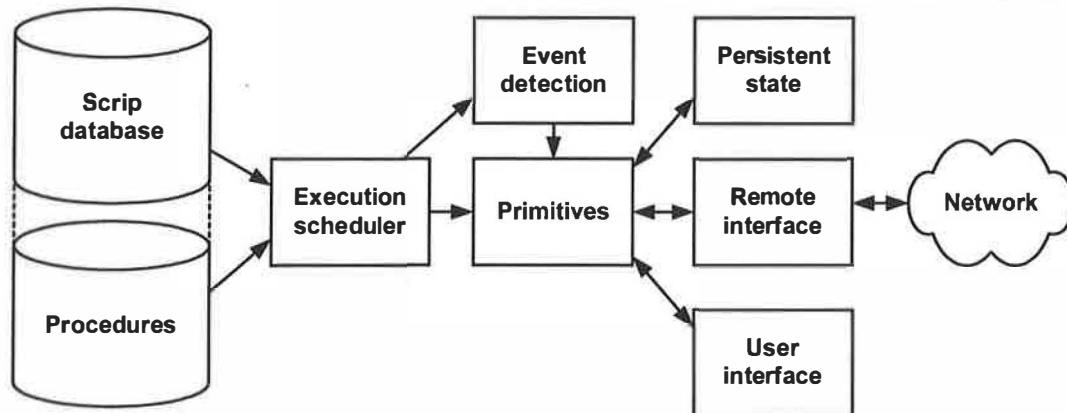 Scrip
database
Procedures
Execution
scheduler
Event
detection
Primitives
Persistent
state
Remote
interface
User
interface
Network